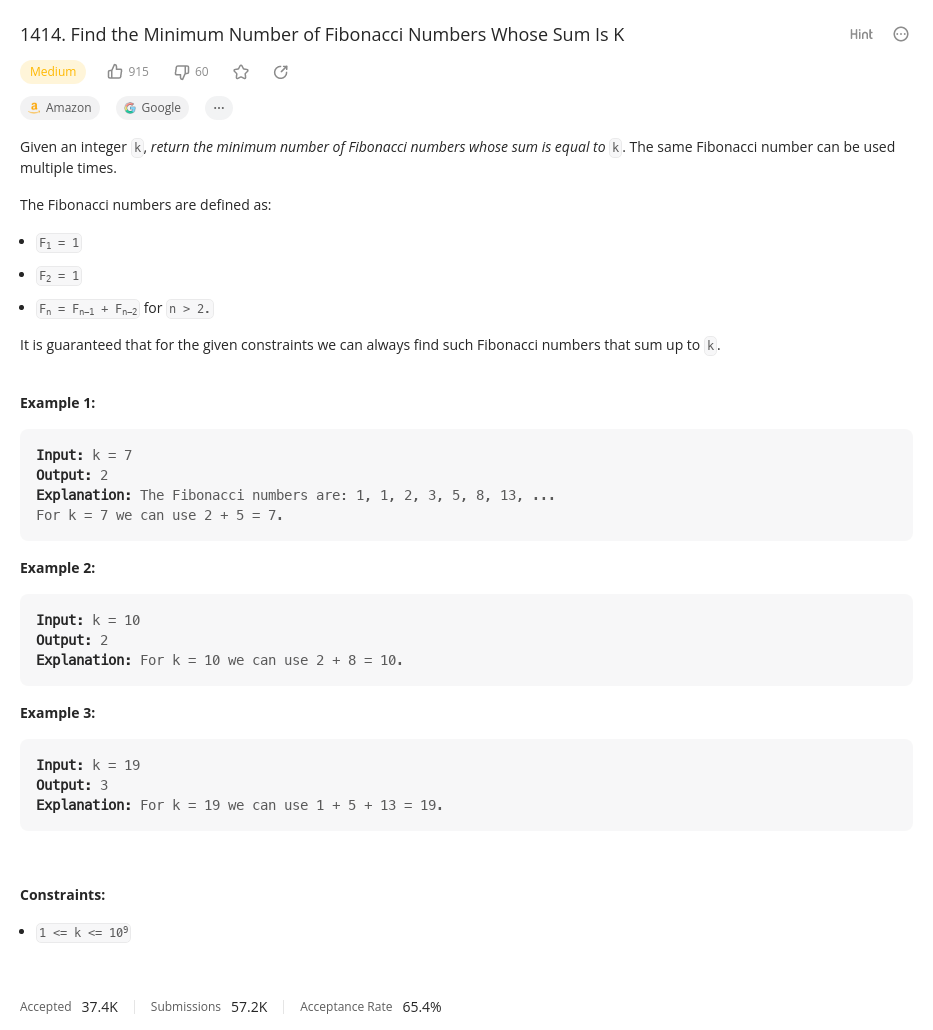 1414. Find the Minimum Number of Fibonacci Numbers Whose Sum Is K
Hint
Medium
915
60
Amazon
Google
...
Given an integer k, return the minimum number of Fibonacci numbers whose sum is equal to k. The same Fibonacci number can be used
multiple times.
The Fibonacci numbers are defined as:
• F₁ = 1
• F₂ = 1
• Fₙ = Fₙ₋₁ + Fₙ₋₂ for n > 2.
It is guaranteed that for the given constraints we can always find such Fibonacci numbers that sum up to k.
Example 1:
Input: k = 7
Output: 2
Explanation: The Fibonacci numbers are: 1, 1, 2, 3, 5, 8, 13, ...
For k = 7 we can use 2 + 5 = 7.
Example 2:
Input: k = 10
Output: 2
Explanation: For k = 10 we can use 2 + 8 = 10.
Example 3:
Input: k = 19
Output: 3
Explanation: For k = 19 we can use 1 + 5 + 13 = 19.
Constraints:
• 1 <= k <= 10⁹
Accepted 37.4K Submissions 57.2K Acceptance Rate 65.4%